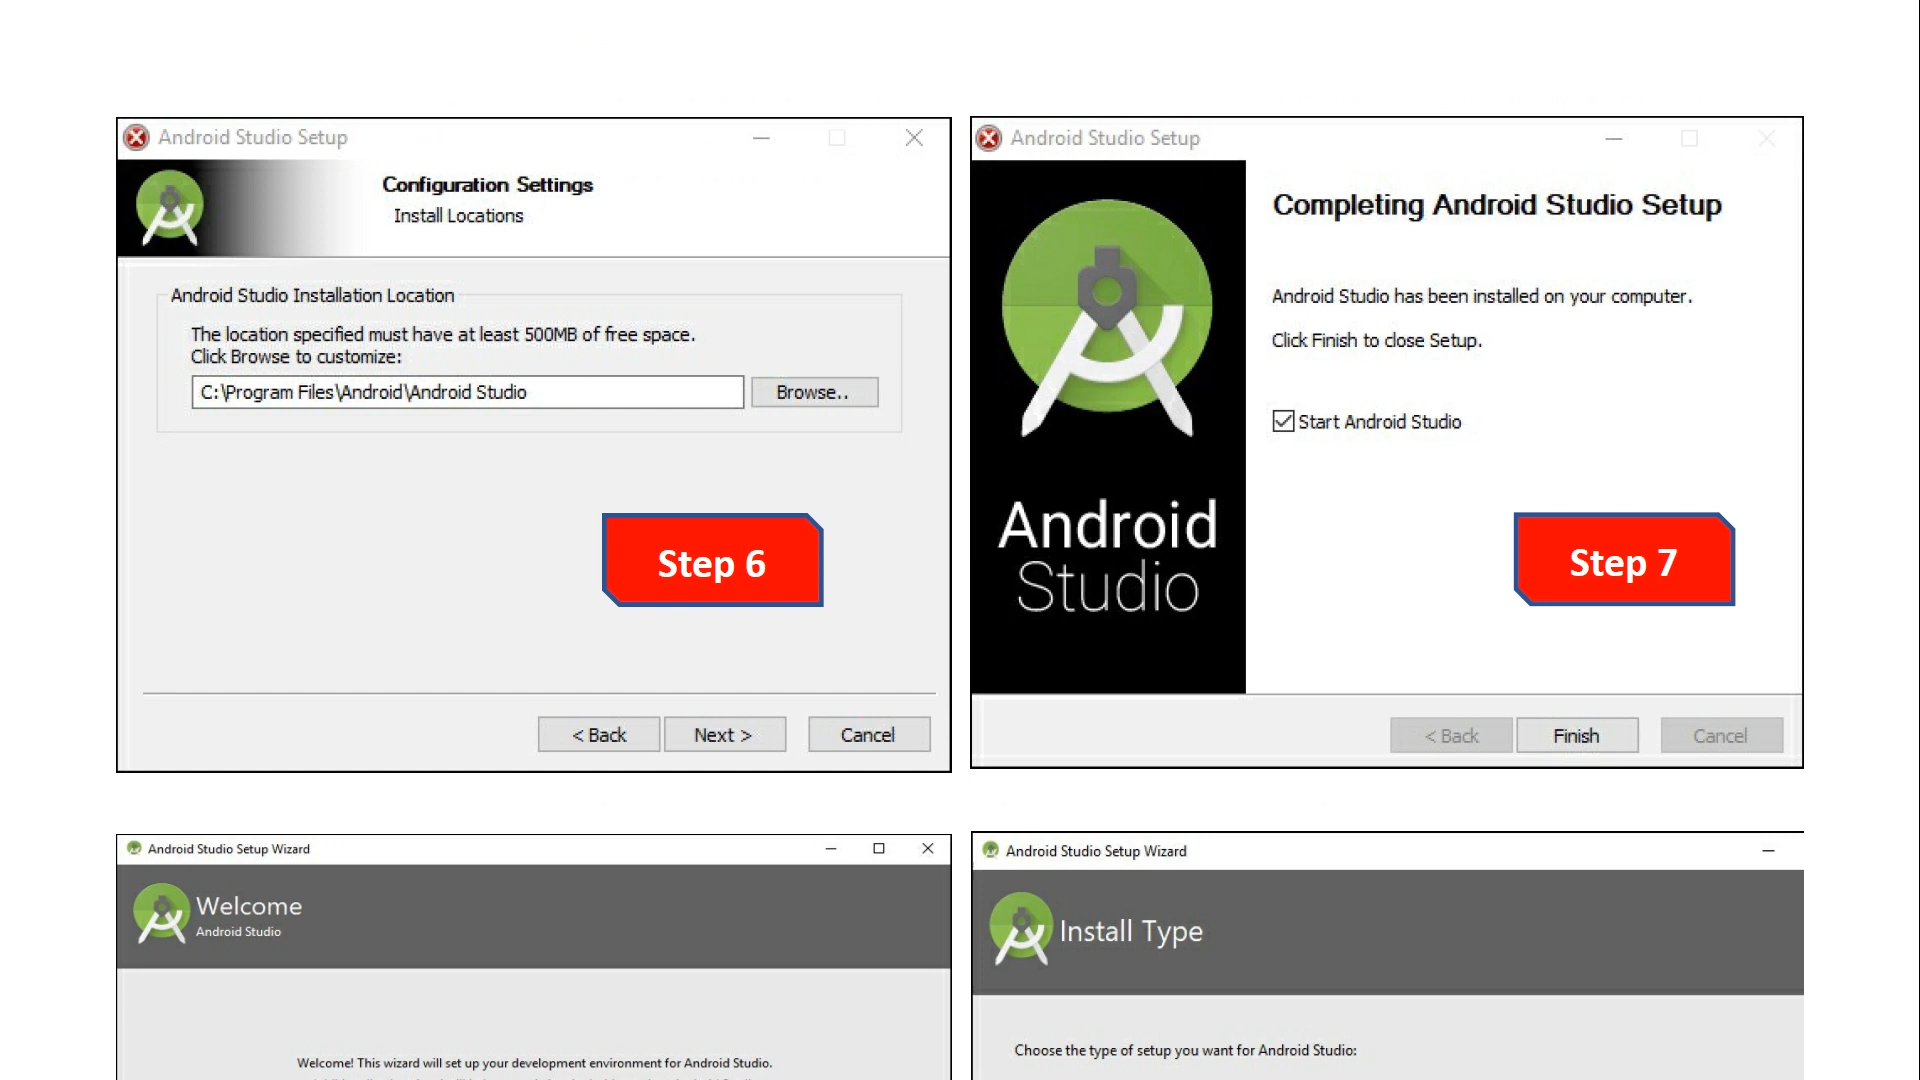 Android Studio Setup
Configuration Settings
Install Locations
Android Studio Installation Location
The location specified must have at least 500MB of free space.
Click Browse to customize:
C:\Program Files\Android\Android Studio
Browse..
Step 6
< Back
Next >
Cancel
Android Studio Setup
Android
Studio
Completing Android Studio Setup
Android Studio has been installed on your computer.
Click Finish to close Setup.
Start Android Studio
Step 7
< Back
Finish
Cancel
Android Studio Setup Wizard
Welcome
Android Studio
Welcome! This wizard will set up your development environment for Android Studio.
Android Studio Setup Wizard
Install Type
Choose the type of setup you want for Android Studio: